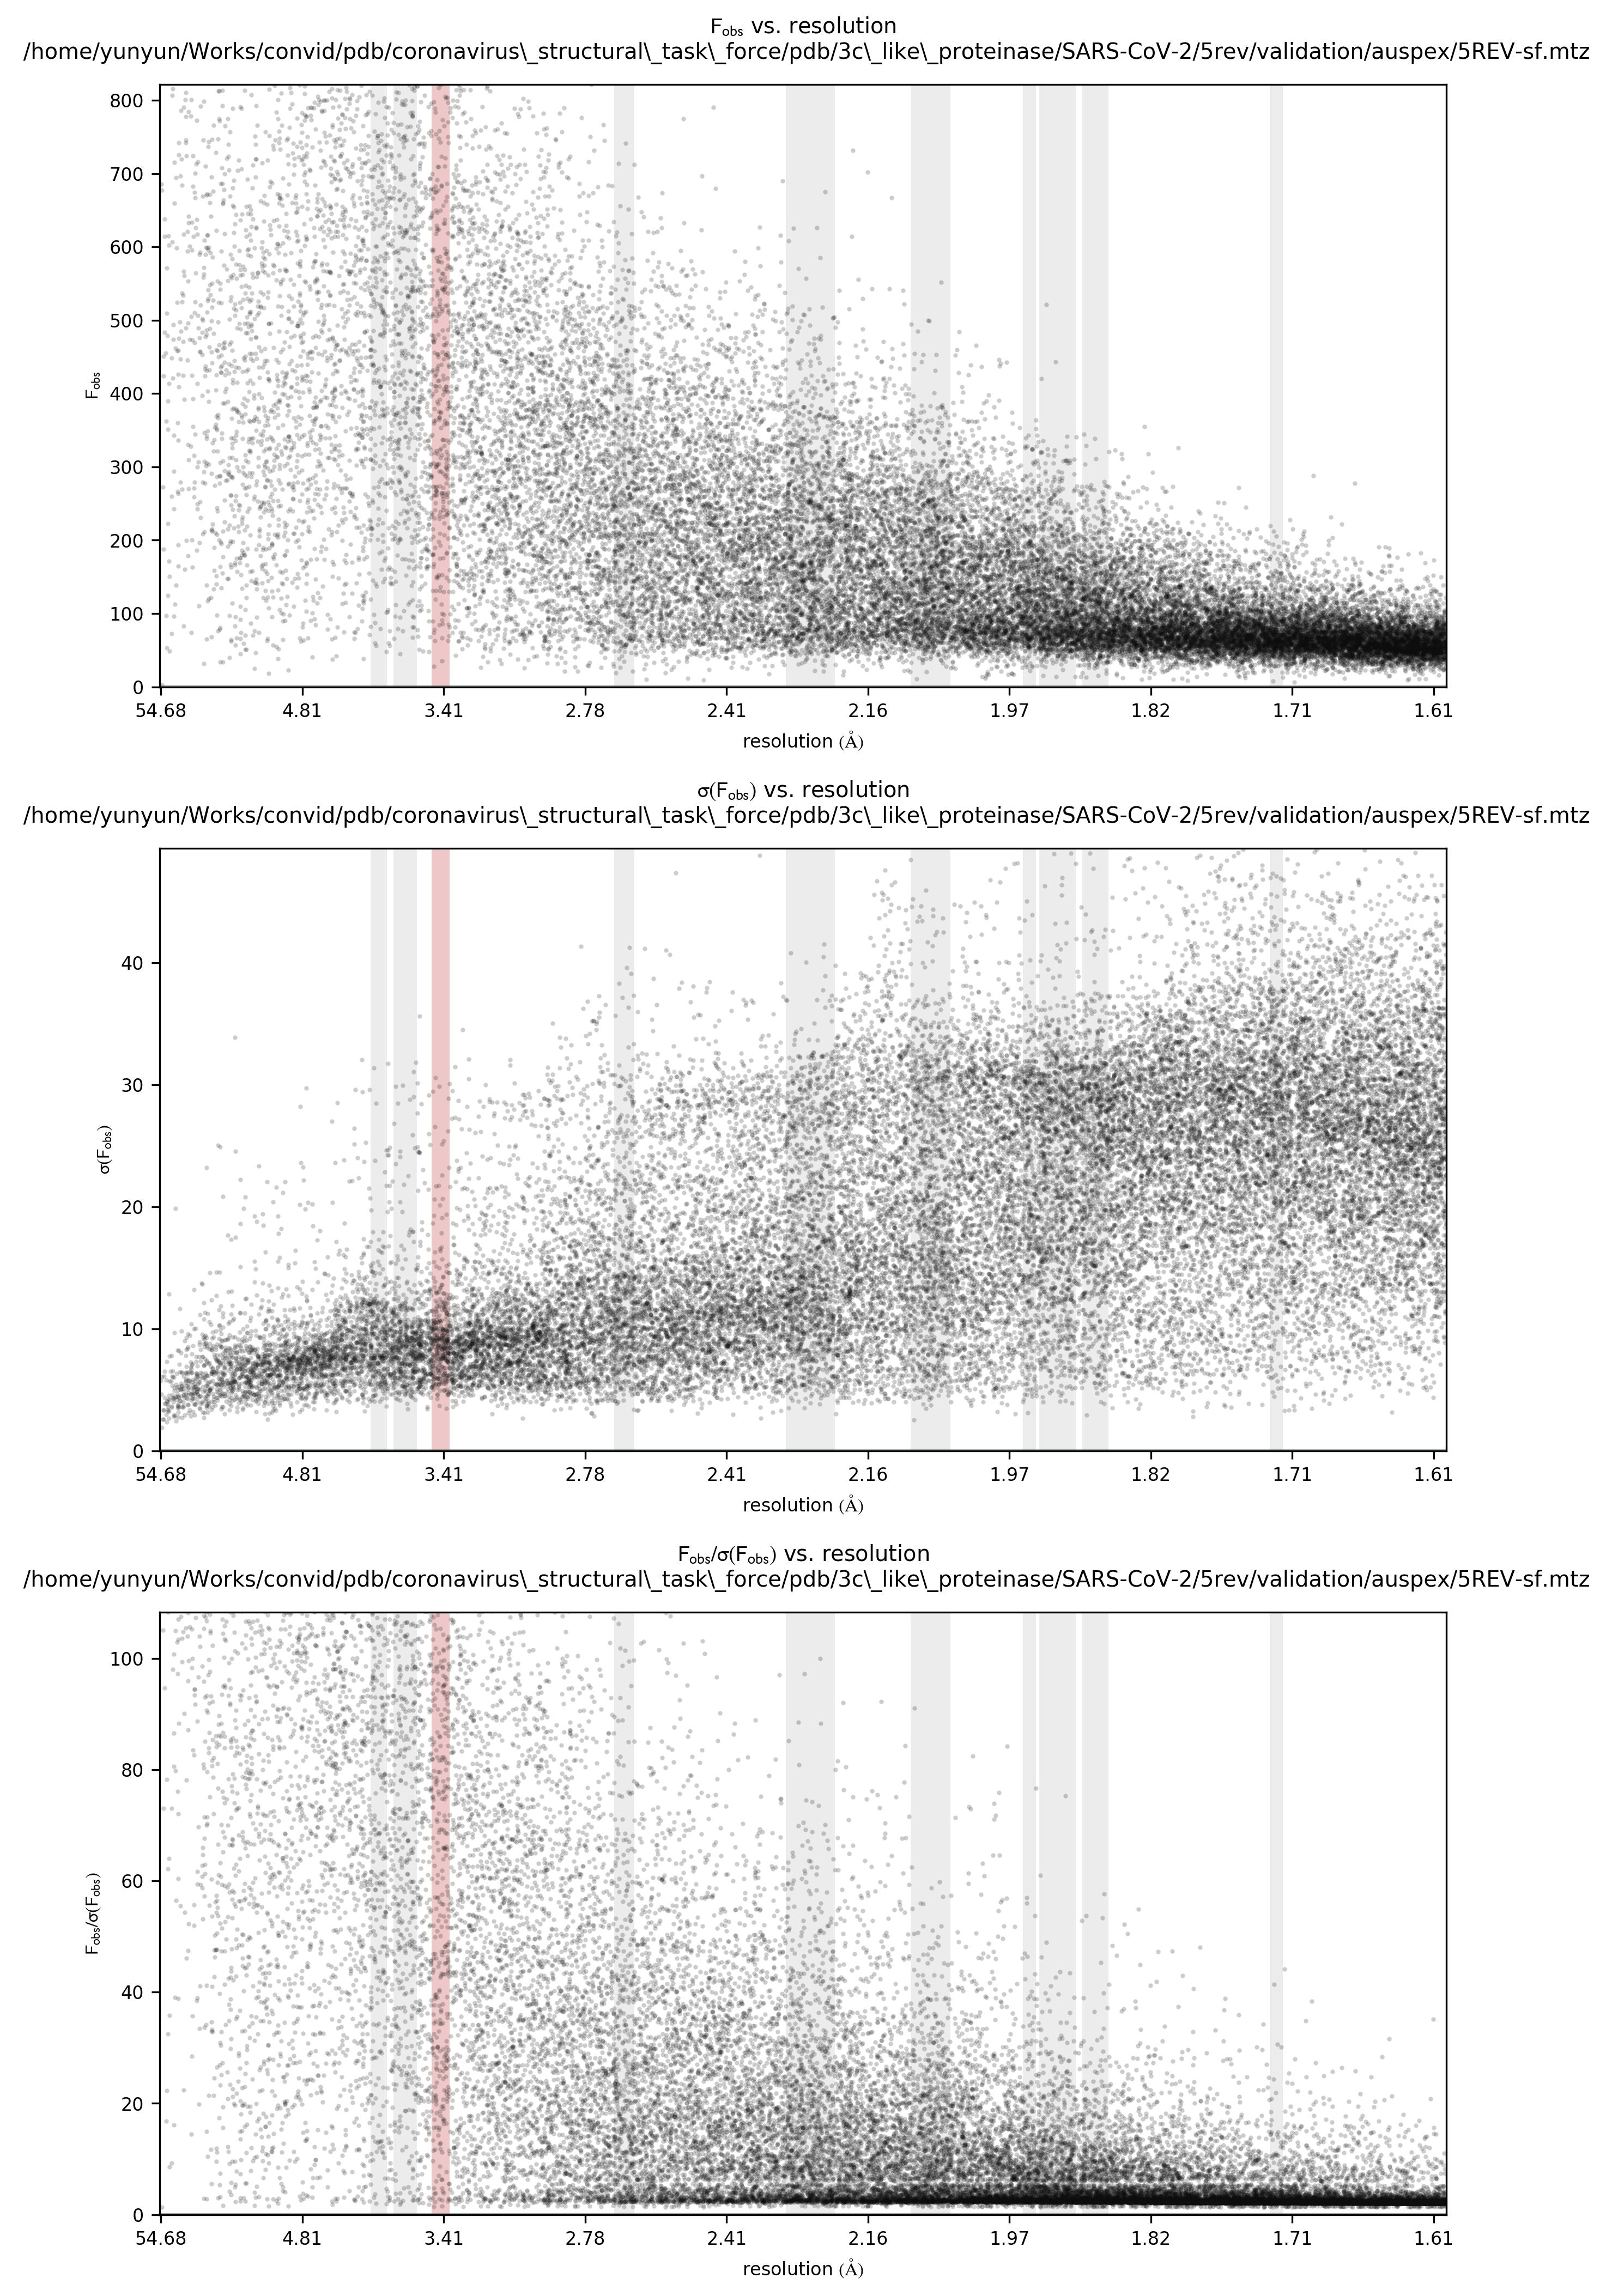 Fobs vs. resolution
/home/yunyun/Works/convid/pdb/coronavirus\_structural\_task\_force/pdb/3c\_like\_proteinase/SARS-CoV-2/5rev/validation/auspex/5REV-sf.mtz
800
700
600
500
400
300
200
100
0
Fobs
54.68 4.81 3.41 2.78 2.41 2.16 1.97 1.82 1.71 1.61
resolution (Å)
σ(Fobs) vs. resolution
/home/yunyun/Works/convid/pdb/coronavirus\_structural\_task\_force/pdb/3c\_like\_proteinase/SARS-CoV-2/5rev/validation/auspex/5REV-sf.mtz
40
30
20
10
0
σ(Fobs)
54.68 4.81 3.41 2.78 2.41 2.16 1.97 1.82 1.71 1.61
resolution (Å)
Fobs/σ(Fobs) vs. resolution
/home/yunyun/Works/convid/pdb/coronavirus\_structural\_task\_force/pdb/3c\_like\_proteinase/SARS-CoV-2/5rev/validation/auspex/5REV-sf.mtz
100
80
60
40
20
0
Fobs/σ(Fobs)
54.68 4.81 3.41 2.78 2.41 2.16 1.97 1.82 1.71 1.61
resolution (Å)